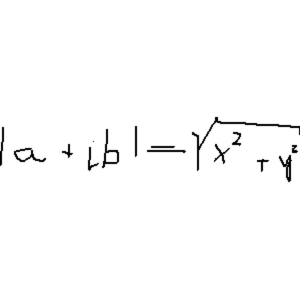 |a + ib| = √(x² + y²)